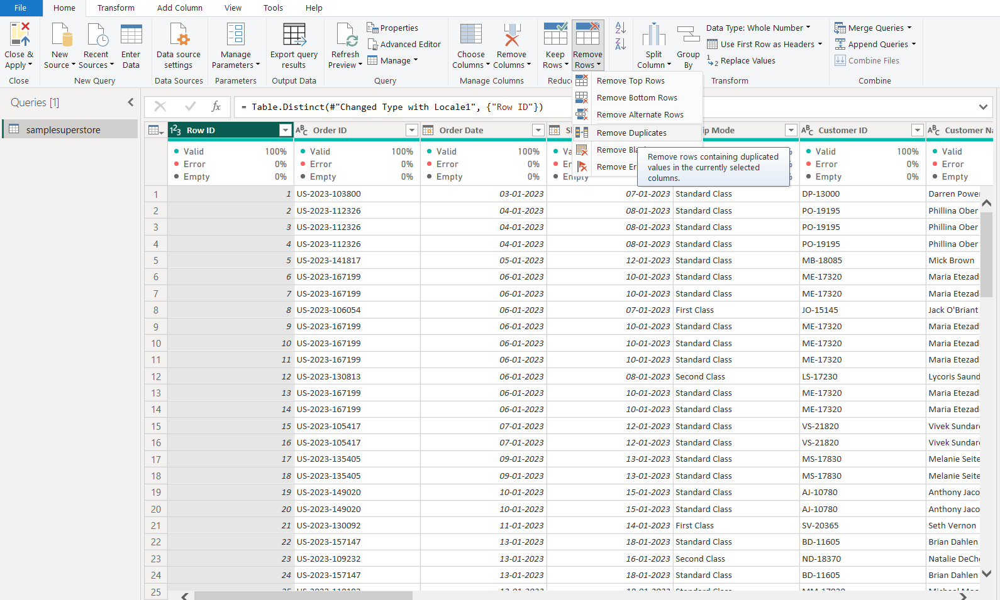 File Home Transform Add Column View Tools Help
Close & Apply
New Source
Recent Sources
Enter Data
Data source settings
Manage Parameters
Export query results
Refresh Preview
Properties
Advanced Editor
Manage
Choose Columns
Remove Columns
Keep Rows
Remove Rows
Split Column
Group By
Data Type: Whole Number
Use First Row as Headers
Replace Values
Merge Queries
Append Queries
Combine Files
Close New Query Data Sources Parameters Output Data Query Manage Columns Reduc Transform Combine
Remove Top Rows
Remove Bottom Rows
Remove Alternate Rows
Remove Duplicates
Remove Bla
Remove Er
Remove rows containing duplicated
values in the currently selected
columns.
Queries [1]
samplesuperstore
fx = Table.Distinct(#"Changed Type with Locale1", {"Row ID"})
Row ID Order ID Order Date p Mode Customer ID Customer Na
Valid 100% Valid 100% Valid 100% Va Valid 100% Valid
Error 0% Error 0% Error 0% Err Error 0% Error
Empty 0% Empty 0% Empty 0% Empty Empty 0% Empty
1 1 US-2023-103800 03-01-2023 07-01-2023 Standard Class DP-13000 Darren Power
2 2 US-2023-112326 04-01-2023 08-01-2023 Standard Class PO-19195 Phillina Ober
3 3 US-2023-112326 04-01-2023 08-01-2023 Standard Class PO-19195 Phillina Ober
4 4 US-2023-112326 04-01-2023 08-01-2023 Standard Class PO-19195 Phillina Ober
5 5 US-2023-141817 05-01-2023 12-01-2023 Standard Class MB-18085 Mick Brown
6 6 US-2023-167199 06-01-2023 10-01-2023 Standard Class ME-17320 Maria Etezad
7 7 US-2023-167199 06-01-2023 10-01-2023 Standard Class ME-17320 Maria Etezad
8 8 US-2023-106054 06-01-2023 07-01-2023 First Class JO-15145 Jack O'Briant
9 9 US-2023-167199 06-01-2023 10-01-2023 Standard Class ME-17320 Maria Etezad
10 10 US-2023-167199 06-01-2023 10-01-2023 Standard Class ME-17320 Maria Etezad
11 11 US-2023-167199 06-01-2023 10-01-2023 Standard Class ME-17320 Maria Etezad
12 12 US-2023-130813 06-01-2023 08-01-2023 Second Class LS-17230 Lycoris Saund
13 13 US-2023-167199 06-01-2023 10-01-2023 Standard Class ME-17320 Maria Etezad
14 14 US-2023-167199 06-01-2023 10-01-2023 Standard Class ME-17320 Maria Etezad
15 15 US-2023-105417 07-01-2023 12-01-2023 Standard Class VS-21820 Vivek Sundar
16 16 US-2023-105417 07-01-2023 12-01-2023 Standard Class VS-21820 Vivek Sundar
17 17 US-2023-135405 09-01-2023 13-01-2023 Standard Class MS-17830 Melanie Seite
18 18 US-2023-135405 09-01-2023 13-01-2023 Standard Class MS-17830 Melanie Seite
19 19 US-2023-149020 10-01-2023 15-01-2023 Standard Class AJ-10780 Anthony Jaco
20 20 US-2023-149020 10-01-2023 15-01-2023 Standard Class AJ-10780 Anthony Jaco
21 21 US-2023-130092 11-01-2023 14-01-2023 First Class SV-20365 Seth Vernon
22 22 US-2023-157147 13-01-2023 18-01-2023 Standard Class BD-11605 Brian Dahlen
23 23 US-2023-109232 13-01-2023 16-01-2023 Second Class ND-18370 Natalie DeCh
24 24 US-2023-157147 13-01-2023 18-01-2023 Standard Class BD-11605 Brian Dahlen
25